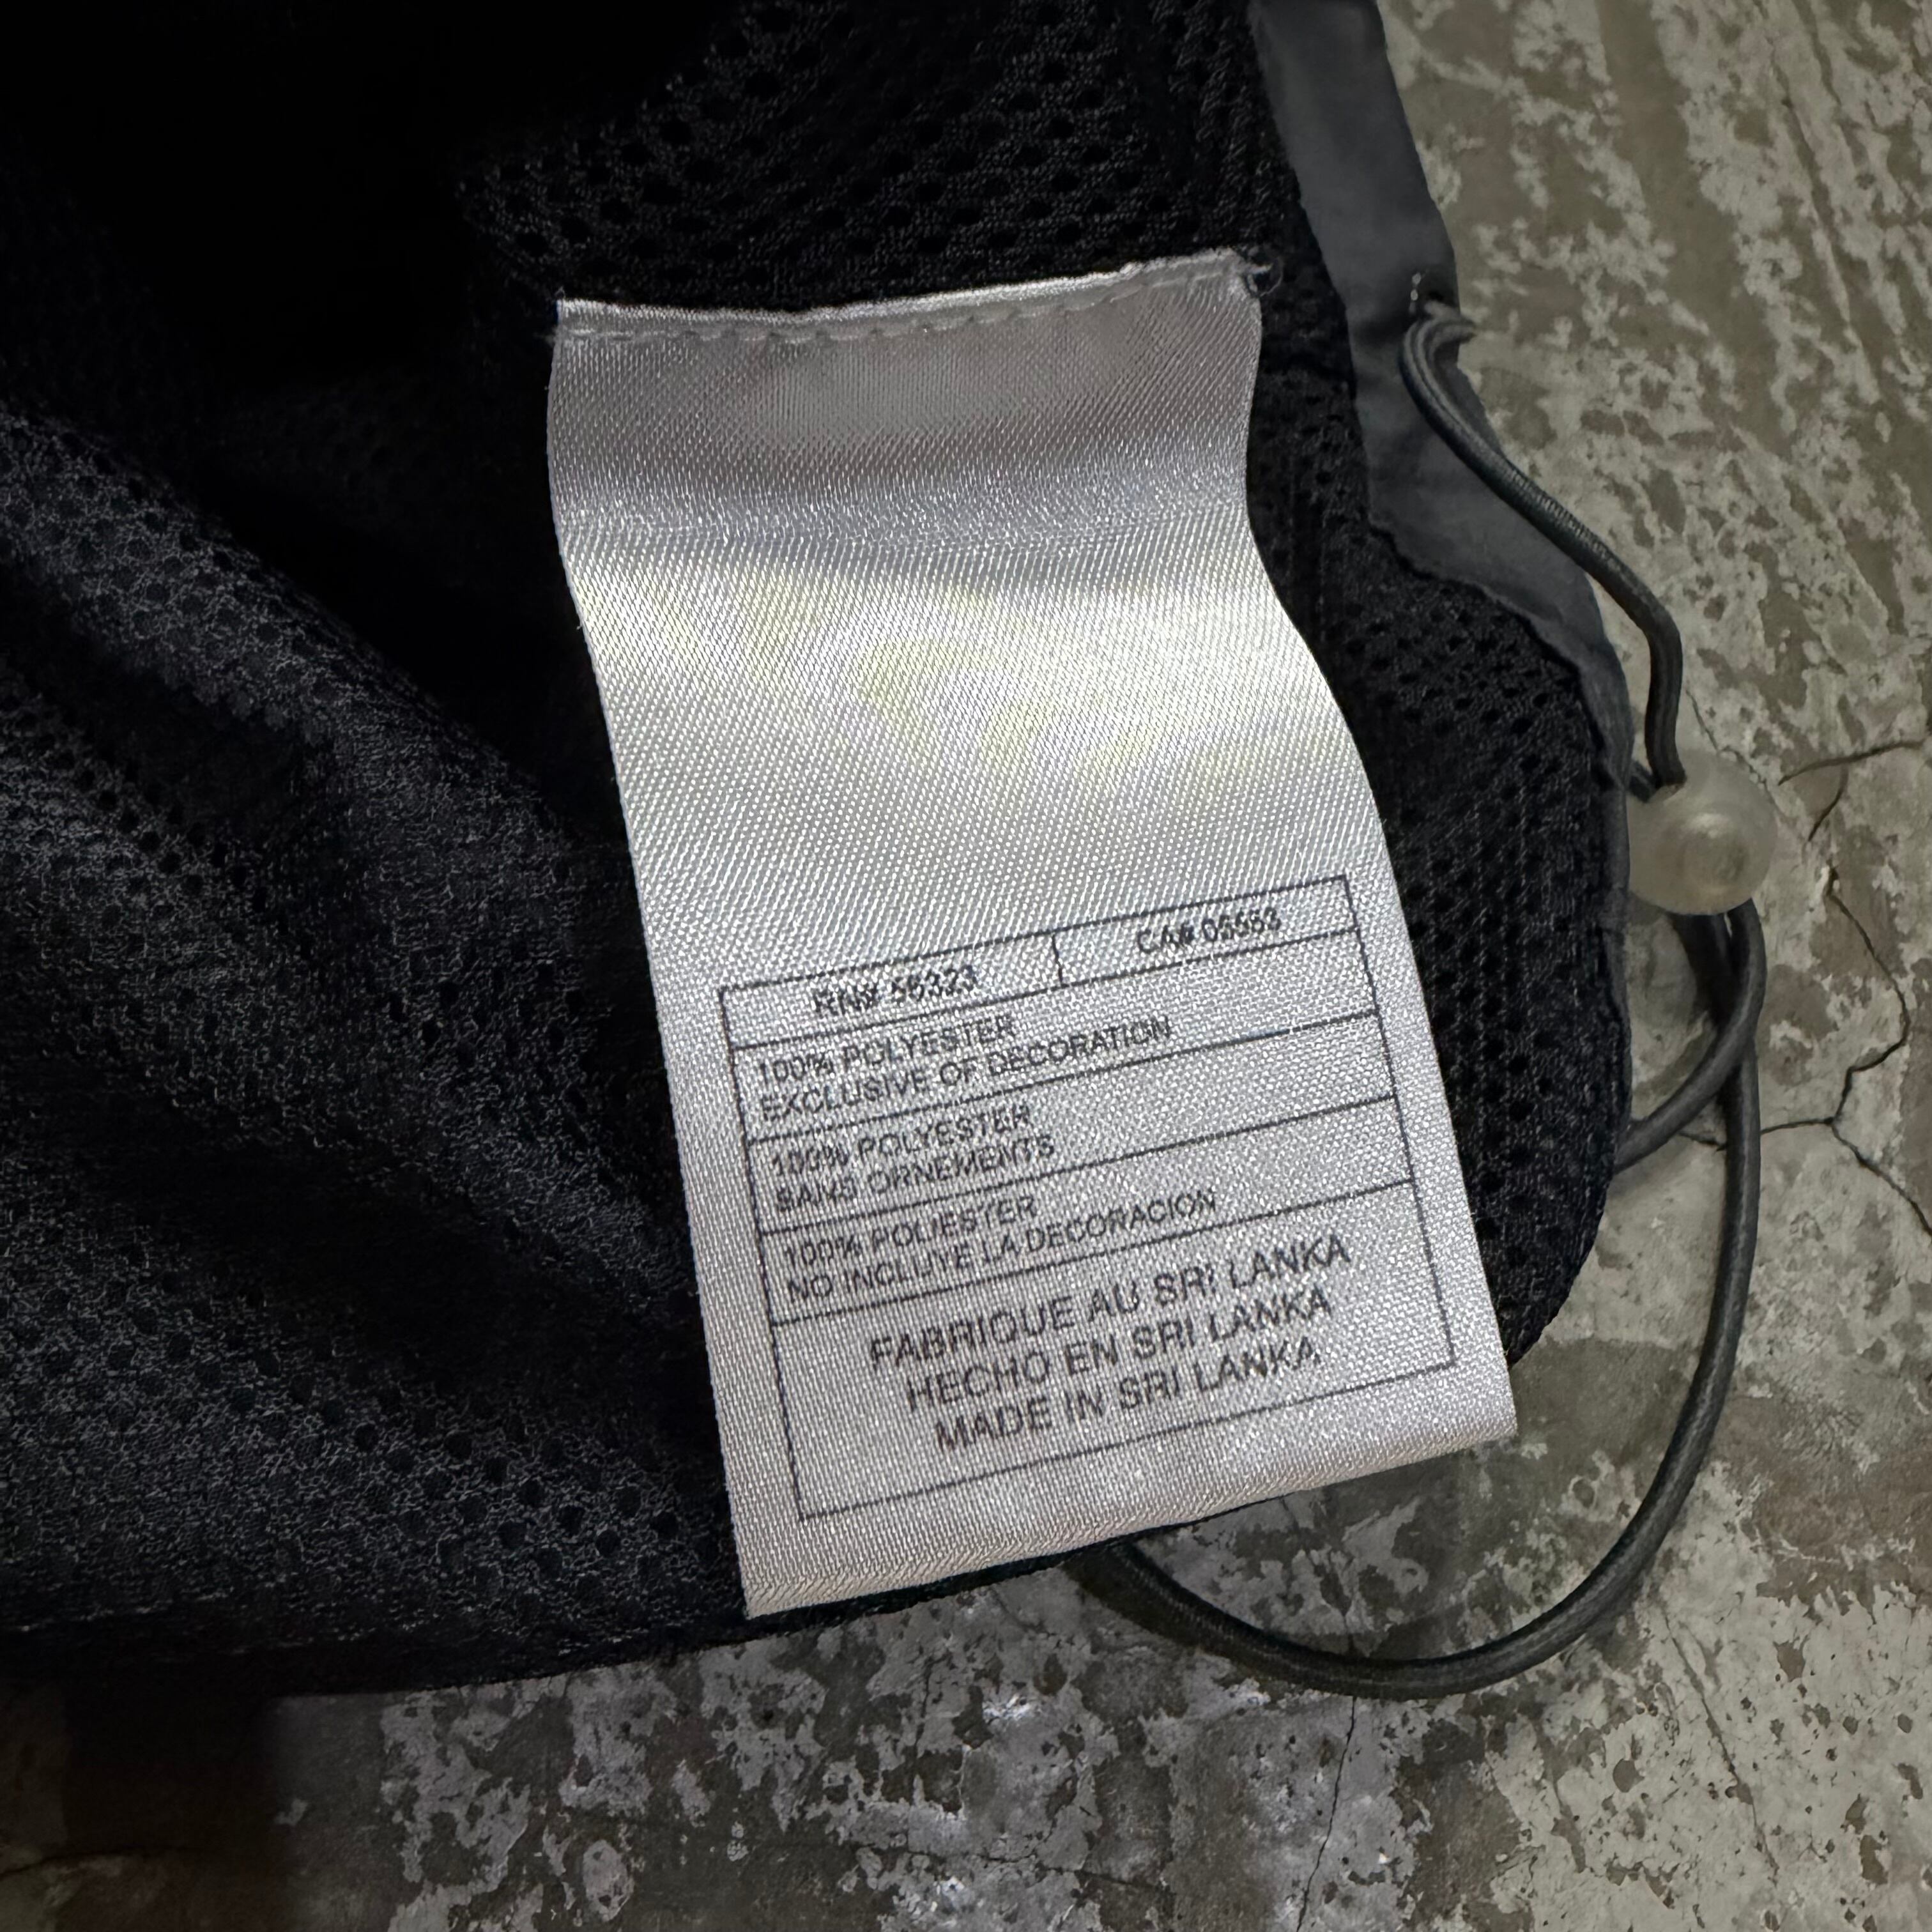 RN# 56323 CA# 05553
100% POLYESTER
EXCLUSIVE OF DECORATION
100% POLYESTER
SANS ORNEMENTS
100% POLIESTER
NO INCLUYE LA DECORACION
FABRIQUE AU SRI LANKA
HECHO EN SRI LANKA
MADE IN SRI LANKA